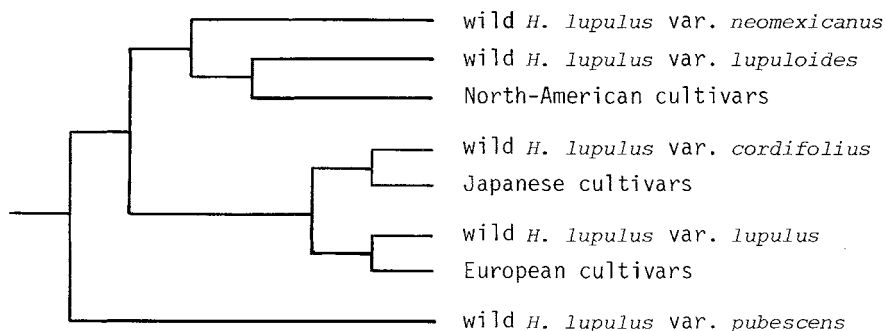 wild H. lupulus var. neomexicanus
wild H. lupulus var. lupuloides
North-American cultivars
wild H. lupulus var. cordifolius
Japanese cultivars
wild H. lupulus var. lupulus
European cultivars
wild H. lupulus var. pubescens